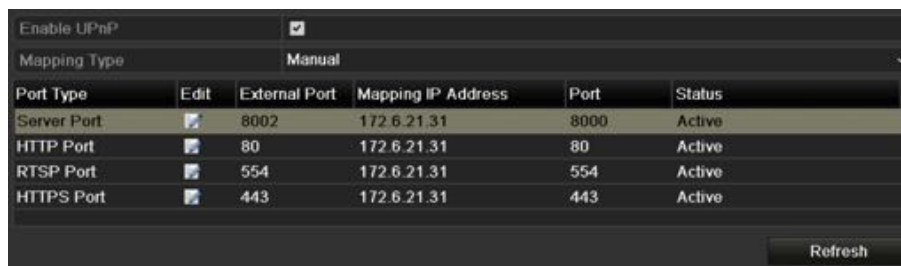 Enable UPnP
Mapping Type Manual
Port Type Edit External Port Mapping IP Address Port Status
Server Port 8002 172.6.21.31 8000 Active
HTTP Port 80 172.6.21.31 80 Active
RTSP Port 554 172.6.21.31 554 Active
HTTPS Port 443 172.6.21.31 443 Active
Refresh